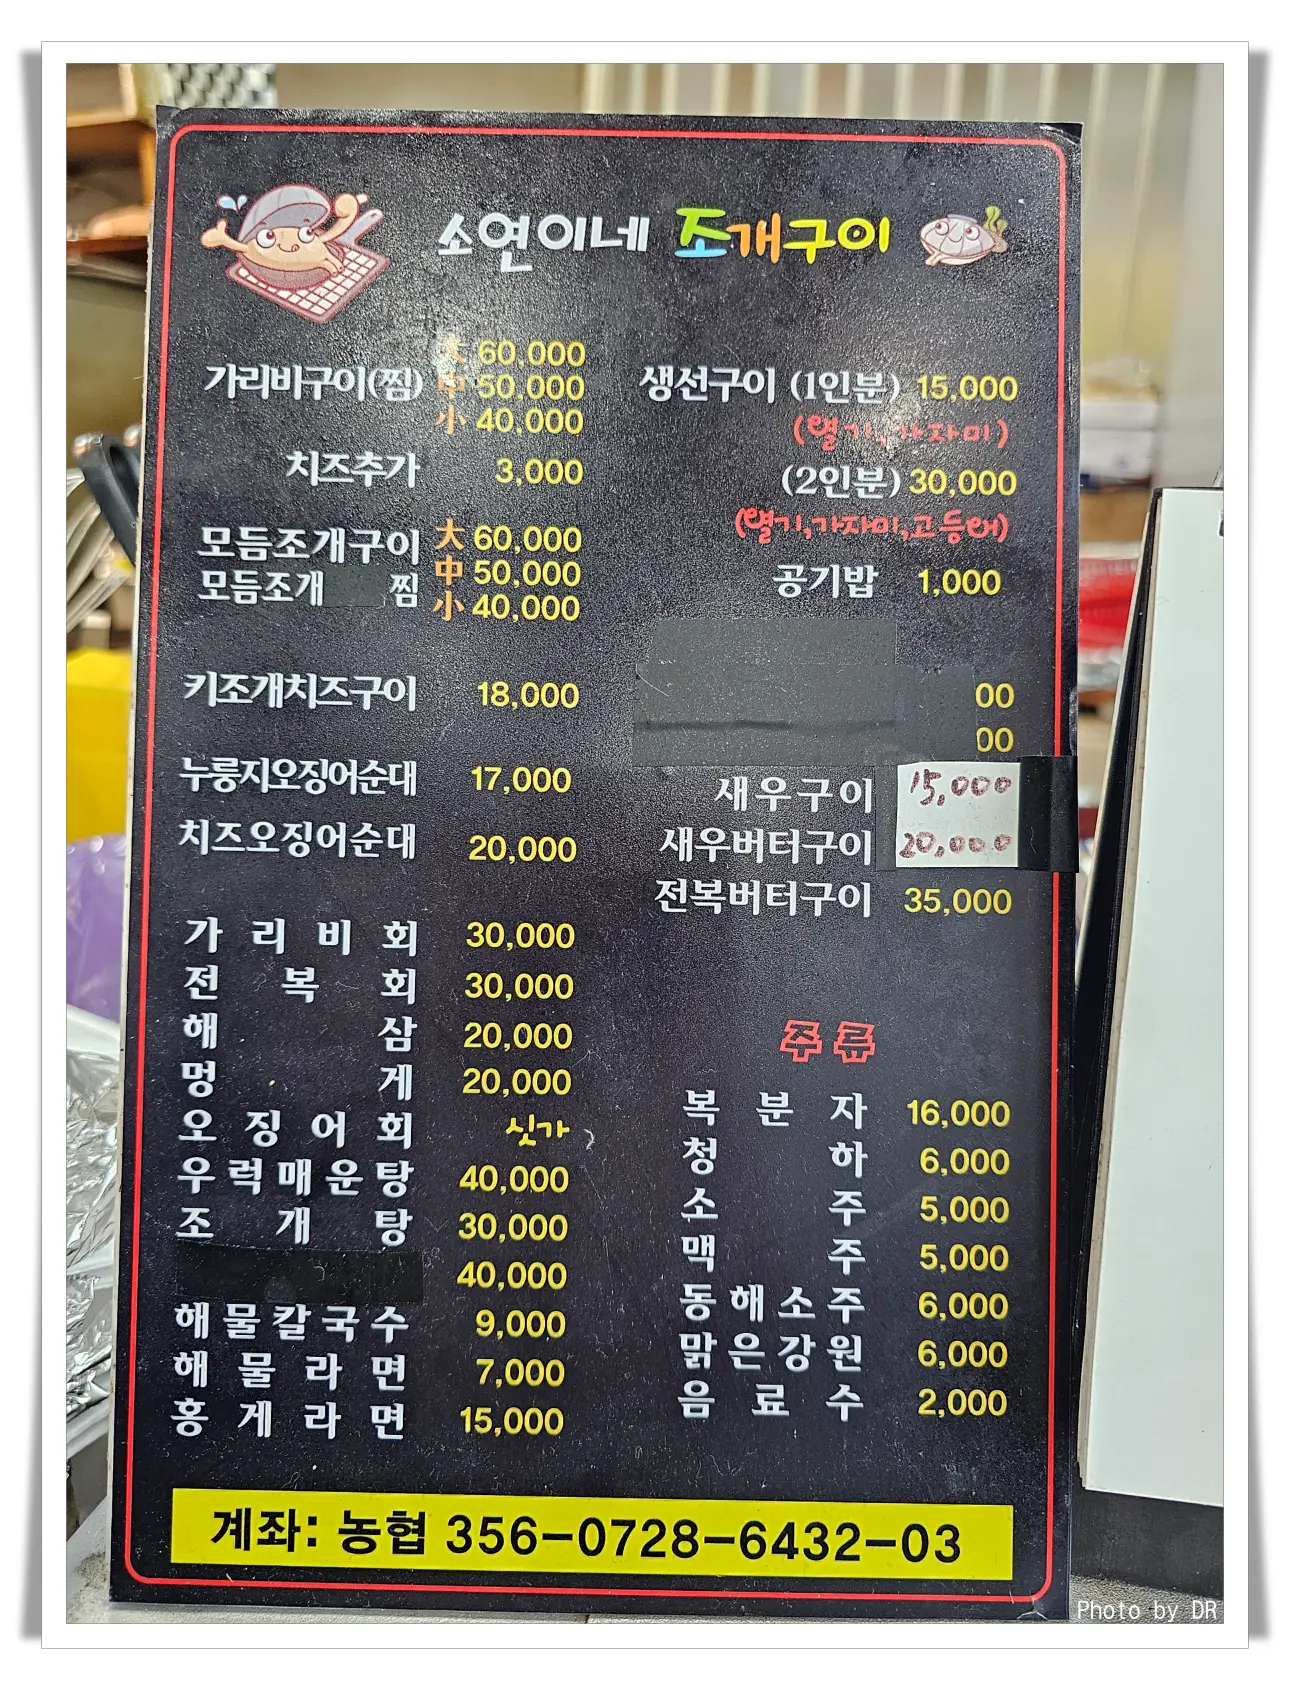 소연이네 조개구이
가리비구이(찜) 大 60,000
中 50,000
小 40,000
치즈추가 3,000
모듬조개구이 大 60,000
中 50,000
모듬조개 찜 小 40,000
키조개치즈구이 18,000
누룽지오징어순대 17,000
치즈오징어순대 20,000
가리비회 30,000
전복회 30,000
해삼 20,000
멍게 20,000
오징어회 싯가
우럭매운탕 40,000
조개탕 30,000
40,000
해물칼국수 9,000
해물라면 7,000
홍게라면 15,000
생선구이 (1인분) 15,000
(열기,가자미)
(2인분) 30,000
(열기,가자미,고등어)
공기밥 1,000
00
00
새우구이 15,000
새우버터구이 20,000
전복버터구이 35,000
주류
복분자 16,000
청하 6,000
소주 5,000
맥주 5,000
동해소주 6,000
맑은강원 6,000
음료수 2,000
계좌: 농협 356-0728-6432-03
Photo by DR